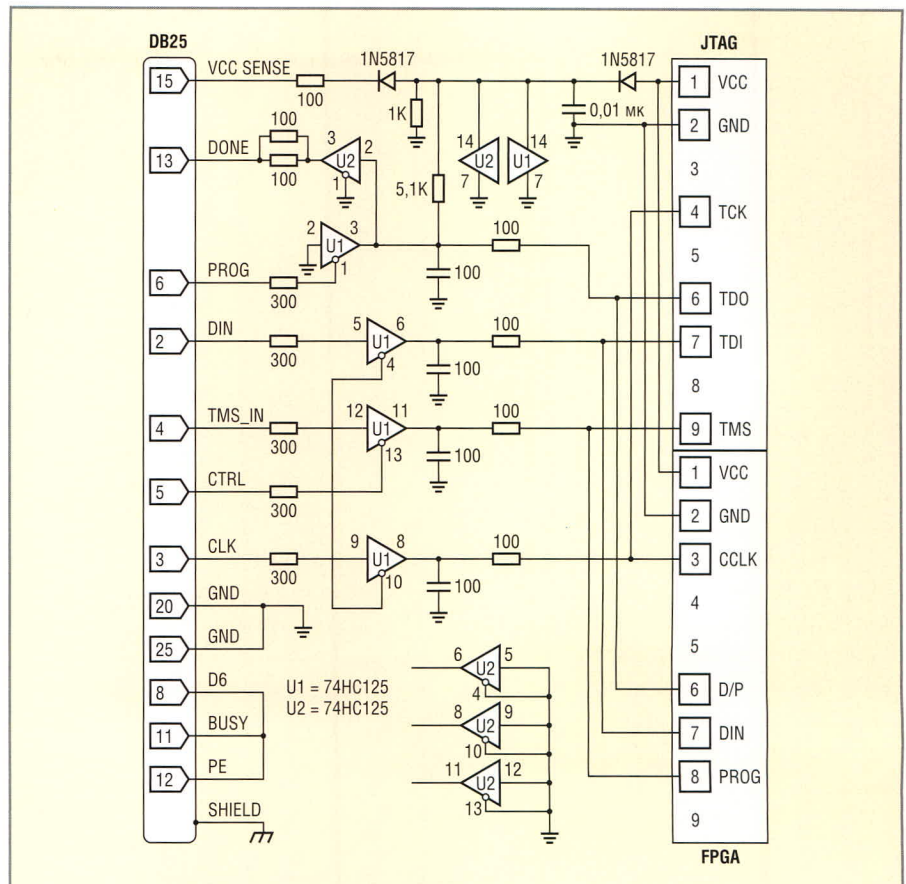 DB25
JTAG
15 VCC SENSE
100
1N5817
1N5817
1 VCC
1K
0,01 мк
2 GND
100
13 DONE
3 U2 2
1
100
14 U2 7
14 U1 7
5,1K
3
4 TCK
2 U1 3
1
100
5
6 PROG
300
100
6 TDO
2 DIN
300
5 U1 6
4
100
100
7 TDI
8
4 TMS_IN
300
12 U1 11
13
100
100
9 TMS
5 CTRL
300
1 VCC
2 GND
3 CLK
300
9 U1 8
10
100
100
3 CCLK
20 GND
4
25 GND
5
8 D6
U1 = 74HC125
U2 = 74HC125
6 U2 5
4
6 D/P
11 BUSY
8 U2 9
10
7 DIN
12 PE
11 U2 12
13
8 PROG
SHIELD
9
FPGA